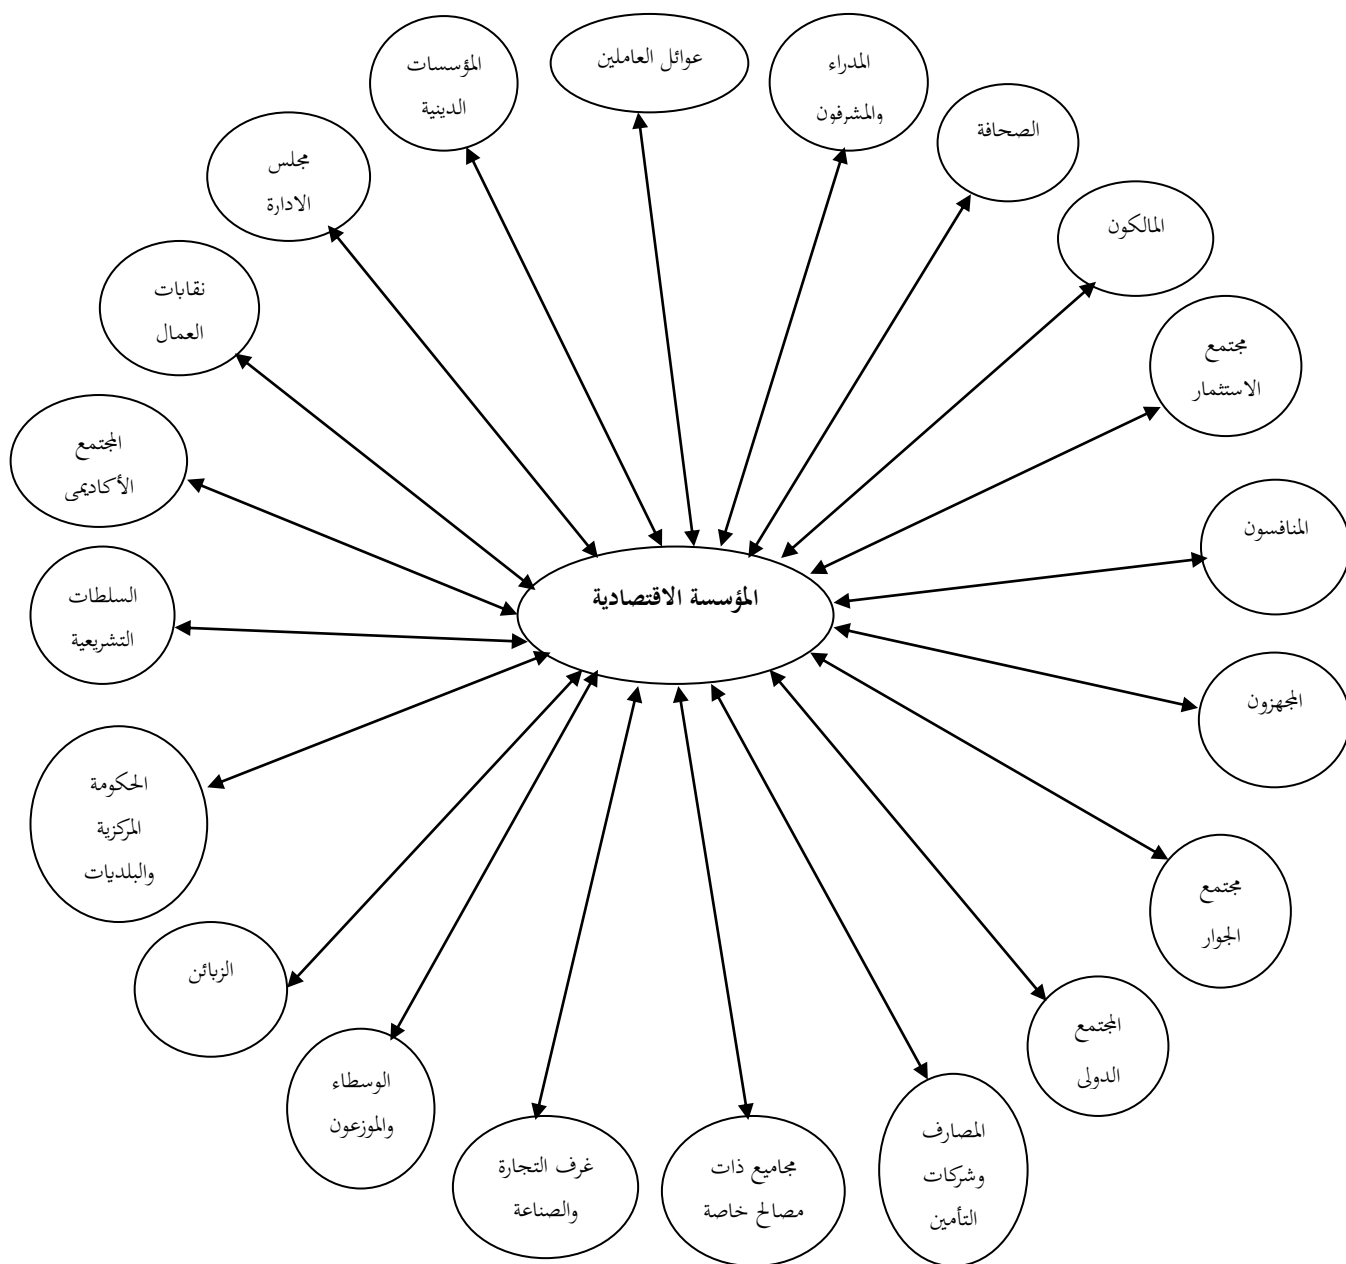 عوائل العاملين
المدراء
والمشرفون
المؤسسات
الدينية
الصحافة
مجلس
الادارة
المالكون
نقابات
العمال
مجتمع
الاستثمار
المجتمع
الأكاديمى
المنافسون
السلطات
التشريعية
المؤسسة الاقتصادية
المجهزون
الحكومة
المركزية
والبلديات
مجتمع
الجوار
الزبائن
المجتمع
الدولى
الوسطاء
والموزعون
المصارف
وشركات
التأمين
غرف التجارة
والصناعة
مجاميع ذات
مصالح خاصة